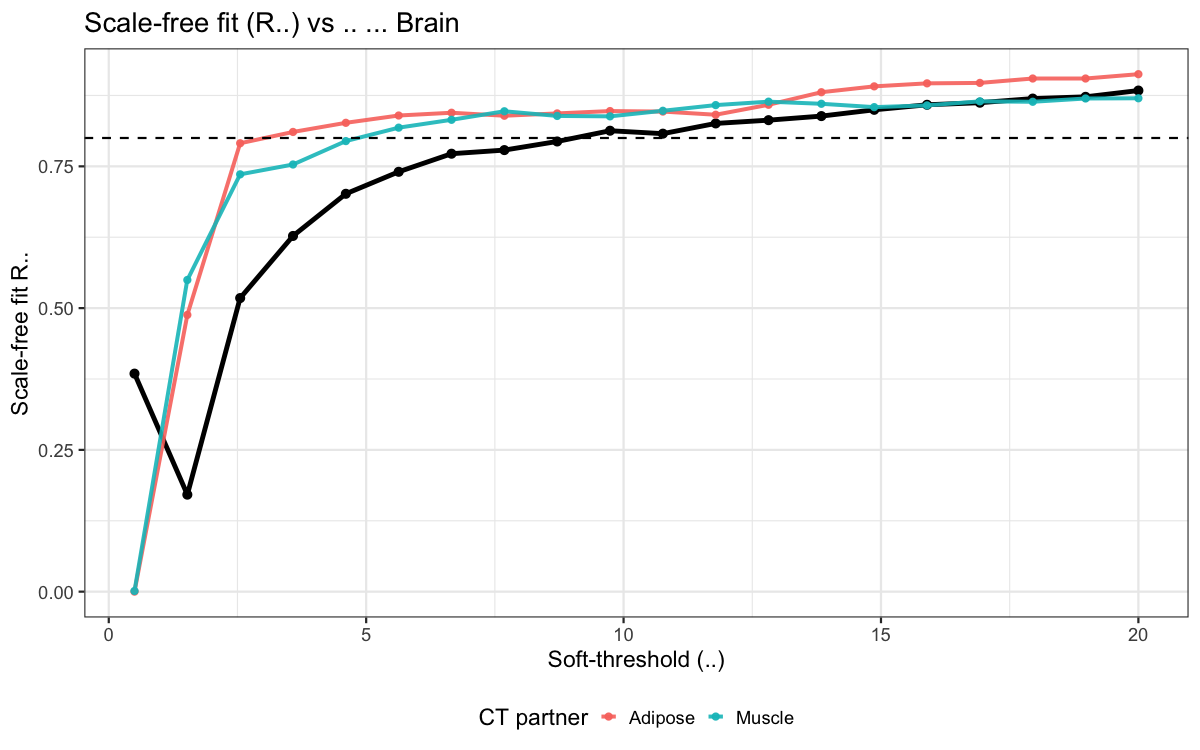 Scale-free fit (R..) vs .. ... Brain
Scale-free fit R..
0.75
0.50
0.25
0.00
0 5 10 15 20
Soft-threshold (..)
CT partner Adipose Muscle